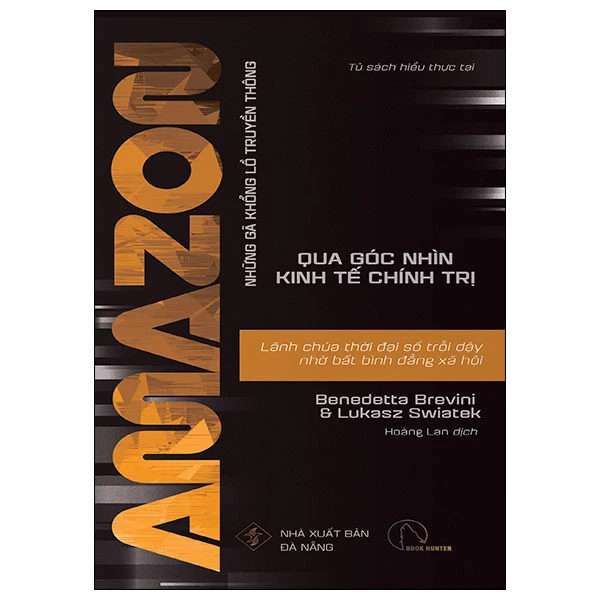 Tủ sách hiểu thực tại
AMAZON
NHỮNG GÃ KHỔNG LỒ TRUYỀN THÔNG
QUA GÓC NHÌN
KINH TẾ CHÍNH TRỊ
Lãnh chúa thời đại số trỗi dậy
nhờ bất bình đẳng xã hội
Benedetta Brevini
& Lukasz Swiatek
Hoàng Lan dịch
NHÀ XUẤT BẢN
ĐÀ NẴNG
BOOK HUNTER